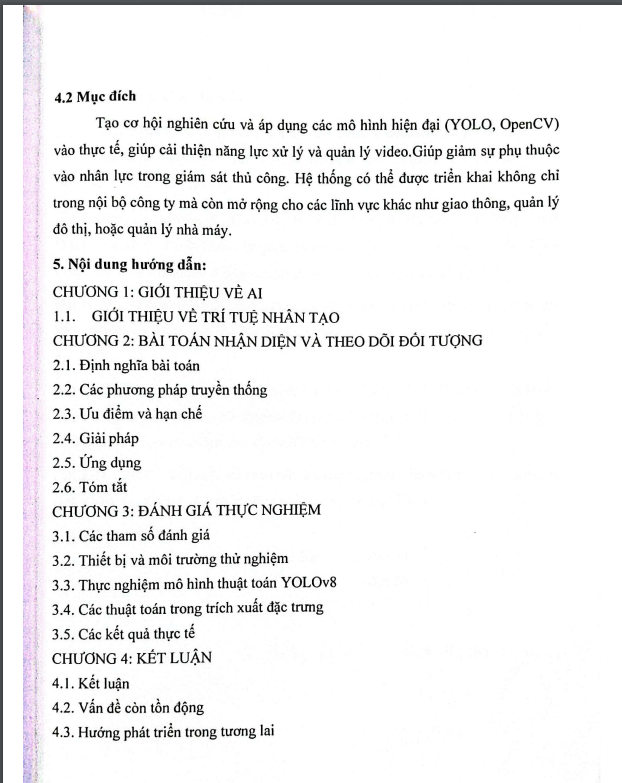 4.2 Mục đích
Tạo cơ hội nghiên cứu và áp dụng các mô hình hiện đại (YOLO, OpenCV)
vào thực tế, giúp cải thiện năng lực xử lý và quản lý video.Giúp giảm sự phụ thuộc
vào nhân lực trong giám sát thủ công. Hệ thống có thể được triển khai không chỉ
trong nội bộ công ty mà còn mở rộng cho các lĩnh vực khác như giao thông, quản lý
đô thị, hoặc quản lý nhà máy.
5. Nội dung hướng dẫn:
CHƯƠNG 1: GIỚI THIỆU VỀ AI
1.1. GIỚI THIỆU VỀ TRÍ TUỆ NHÂN TẠO
CHƯƠNG 2: BÀI TOÁN NHẬN DIỆN VÀ THEO DÕI ĐỐI TƯỢNG
2.1. Định nghĩa bài toán
2.2. Các phương pháp truyền thống
2.3. Ưu điểm và hạn chế
2.4. Giải pháp
2.5. Ứng dụng
2.6. Tóm tắt
CHƯƠNG 3: ĐÁNH GIÁ THỰC NGHIỆM
3.1. Các tham số đánh giá
3.2. Thiết bị và môi trường thử nghiệm
3.3. Thực nghiệm mô hình thuật toán YOLOv8
3.4. Các thuật toán trong trích xuất đặc trưng
3.5. Các kết quả thực tế
CHƯƠNG 4: KẾT LUẬN
4.1. Kết luận
4.2. Vấn đề còn tồn động
4.3. Hướng phát triển trong tương lai